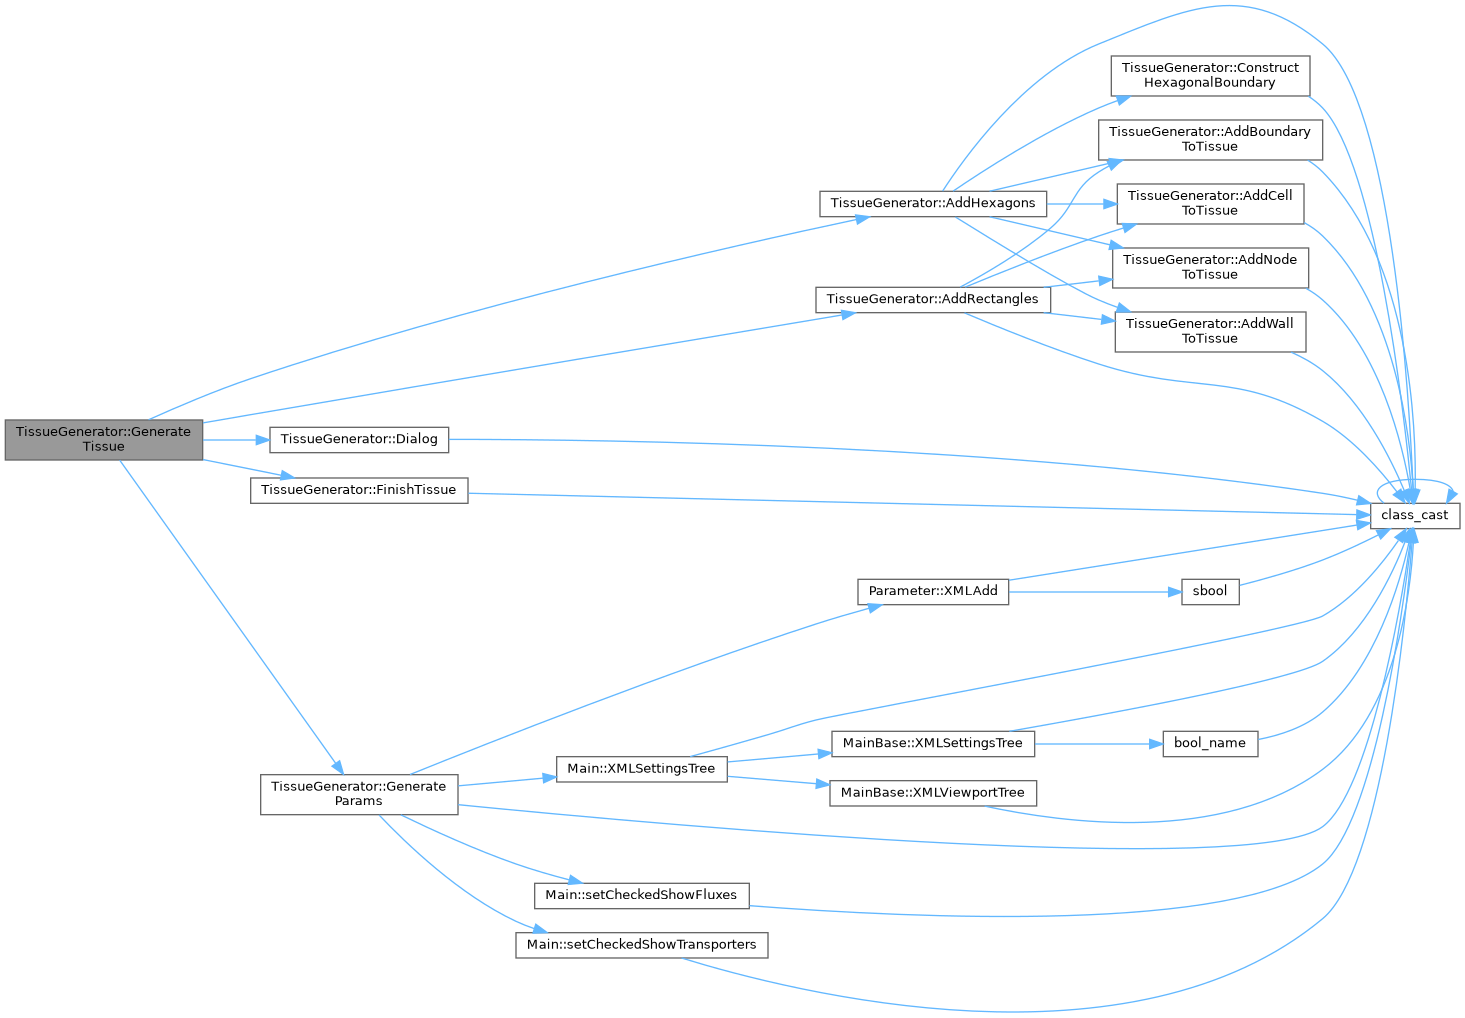 TissueGenerator::Construct
HexagonalBoundary
TissueGenerator::AddBoundary
ToTissue
TissueGenerator::AddHexagons
TissueGenerator::AddCell
ToTissue
TissueGenerator::AddNode
ToTissue
TissueGenerator::AddRectangles
TissueGenerator::AddWall
ToTissue
TissueGenerator::Generate
Tissue
TissueGenerator::Dialog
TissueGenerator::FinishTissue
class_cast
Parameter::XMLAdd
sbool
MainBase::XMLSettingsTree
bool_name
Main::XMLSettingsTree
MainBase::XMLViewportTree
TissueGenerator::Generate
Params
Main::setCheckedShowFluxes
Main::setCheckedShowTransporters